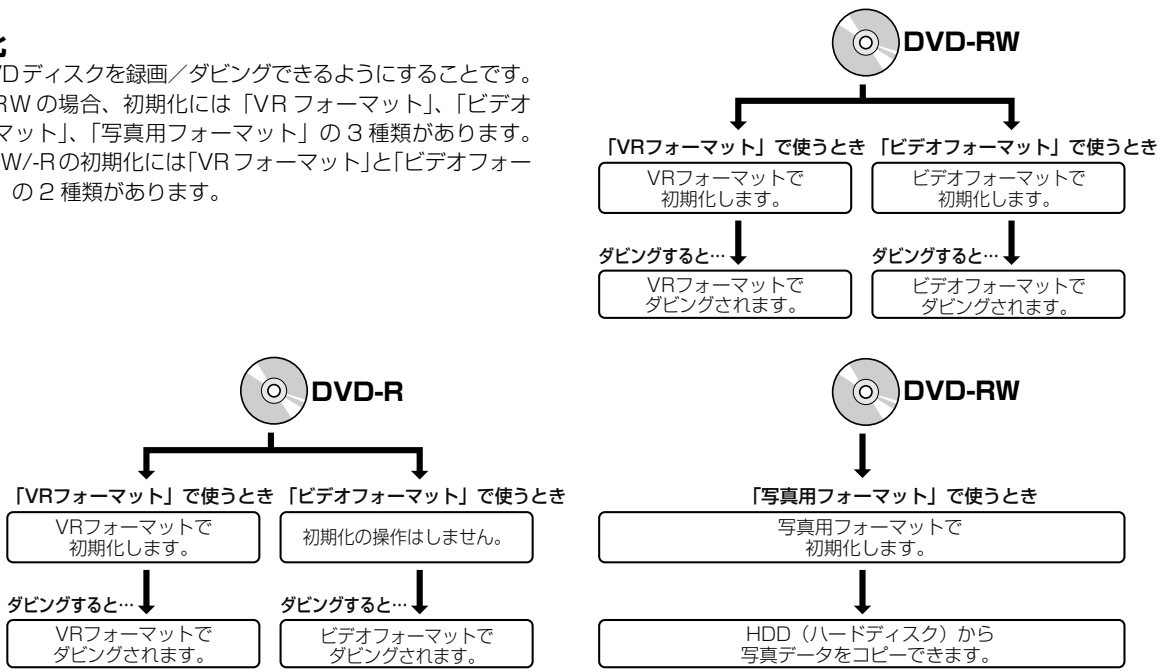 化
VDディスクを録画／ダビングできるようにすることです。
RWの場合、初期化には「VRフォーマット」、「ビデオ
マット」、「写真用フォーマット」の3種類があります。
W/-Rの初期化には「VRフォーマット」と「ビデオフォー
の2種類があります。
DVD-RW
「VRフォーマット」で使うとき
VRフォーマットで
初期化します。
ダビングすると…
VRフォーマットで
ダビングされます。
「ビデオフォーマット」で使うとき
ビデオフォーマットで
初期化します。
ダビングすると…
ビデオフォーマットで
ダビングされます。
DVD-R
「VRフォーマット」で使うとき
VRフォーマットで
初期化します。
ダビングすると…
VRフォーマットで
ダビングされます。
「ビデオフォーマット」で使うとき
初期化の操作はしません。
ダビングすると…
ビデオフォーマットで
ダビングされます。
DVD-RW
「写真用フォーマット」で使うとき
写真用フォーマットで
初期化します。
HDD（ハードディスク）から
写真データをコピーできます。